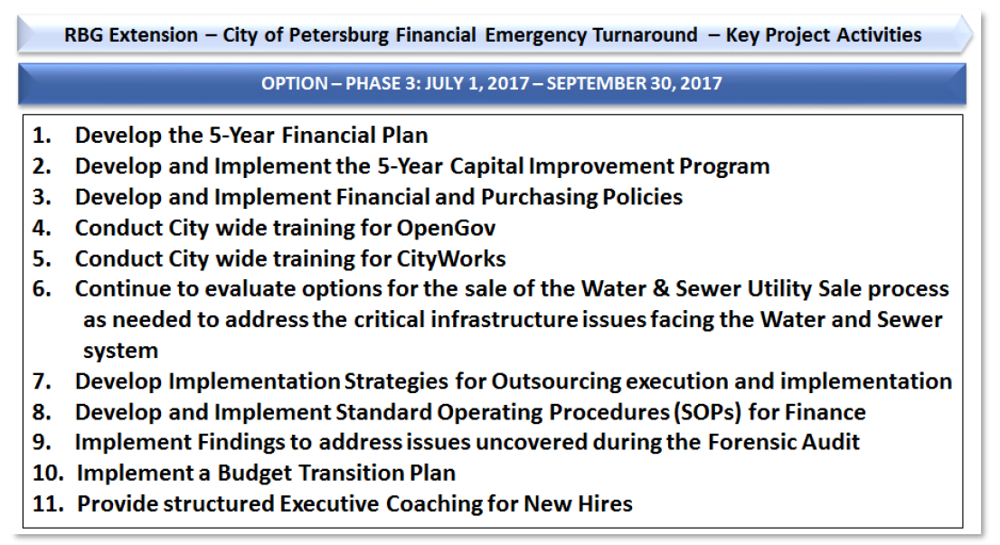 RBG Extension – City of Petersburg Financial Emergency Turnaround – Key Project Activities
OPTION – PHASE 3: JULY 1, 2017 – SEPTEMBER 30, 2017
1. Develop the 5-Year Financial Plan
2. Develop and Implement the 5-Year Capital Improvement Program
3. Develop and Implement Financial and Purchasing Policies
4. Conduct City wide training for OpenGov
5. Conduct City wide training for CityWorks
6. Continue to evaluate options for the sale of the Water & Sewer Utility Sale process
as needed to address the critical infrastructure issues facing the Water and Sewer
system
7. Develop Implementation Strategies for Outsourcing execution and implementation
8. Develop and Implement Standard Operating Procedures (SOPs) for Finance
9. Implement Findings to address issues uncovered during the Forensic Audit
10. Implement a Budget Transition Plan
11. Provide structured Executive Coaching for New Hires